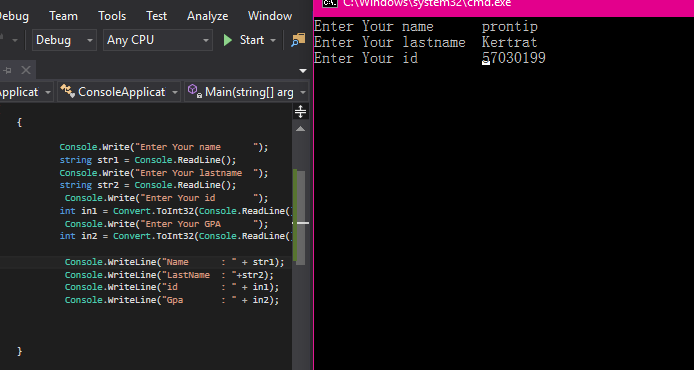 Debug Team Tools Test Analyze Window
Debug Any CPU Start
Applicat ConsoleApplicat Main(string[] arg
{
Console.Write("Enter Your name      ");
string str1 = Console.ReadLine();
Console.Write("Enter Your lastname  ");
string str2 = Console.ReadLine();
Console.Write("Enter Your id       ");
int in1 = Convert.ToInt32(Console.ReadLine()
Console.Write("Enter Your GPA      ");
int in2 = Convert.ToInt32(Console.ReadLine()
Console.WriteLine("Name      : " + str1);
Console.WriteLine("LastName  : "+str2);
Console.WriteLine("id        : " + in1);
Console.WriteLine("Gpa       : " + in2);
}
C:\Windows\system32\cmd.exe
Enter Your name      prontip
Enter Your lastname  Kertrat
Enter Your id        57030199